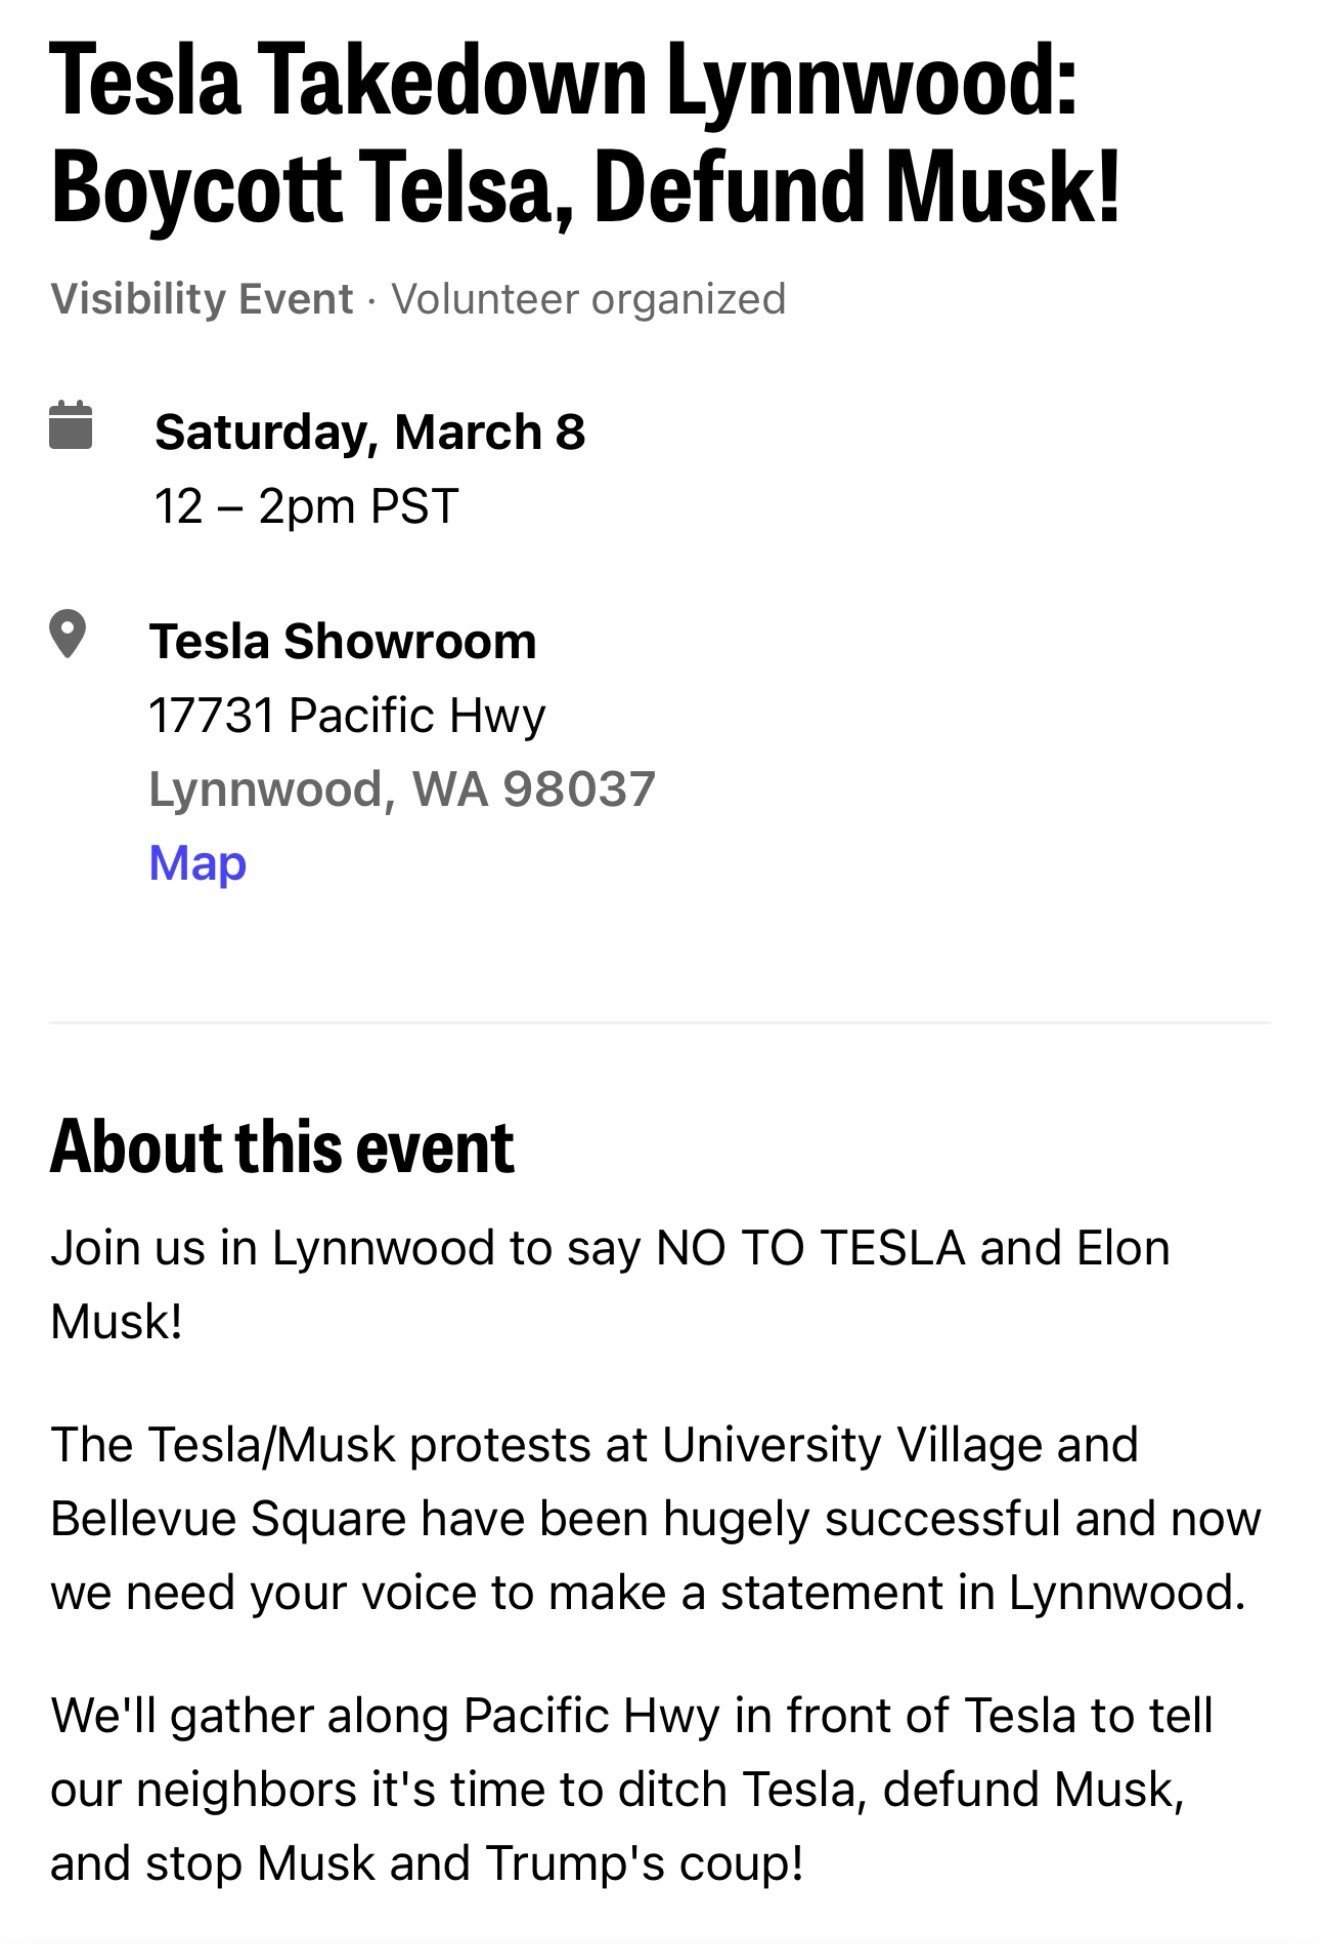 Tesla Takedown Lynnwood:
Boycott Telsa, Defund Musk!
Visibility Event · Volunteer organized
Saturday, March 8
12 – 2pm PST
Tesla Showroom
17731 Pacific Hwy
Lynnwood, WA 98037
Map
About this event
Join us in Lynnwood to say NO TO TESLA and Elon
Musk!
The Tesla/Musk protests at University Village and
Bellevue Square have been hugely successful and now
we need your voice to make a statement in Lynnwood.
We'll gather along Pacific Hwy in front of Tesla to tell
our neighbors it's time to ditch Tesla, defund Musk,
and stop Musk and Trump's coup!